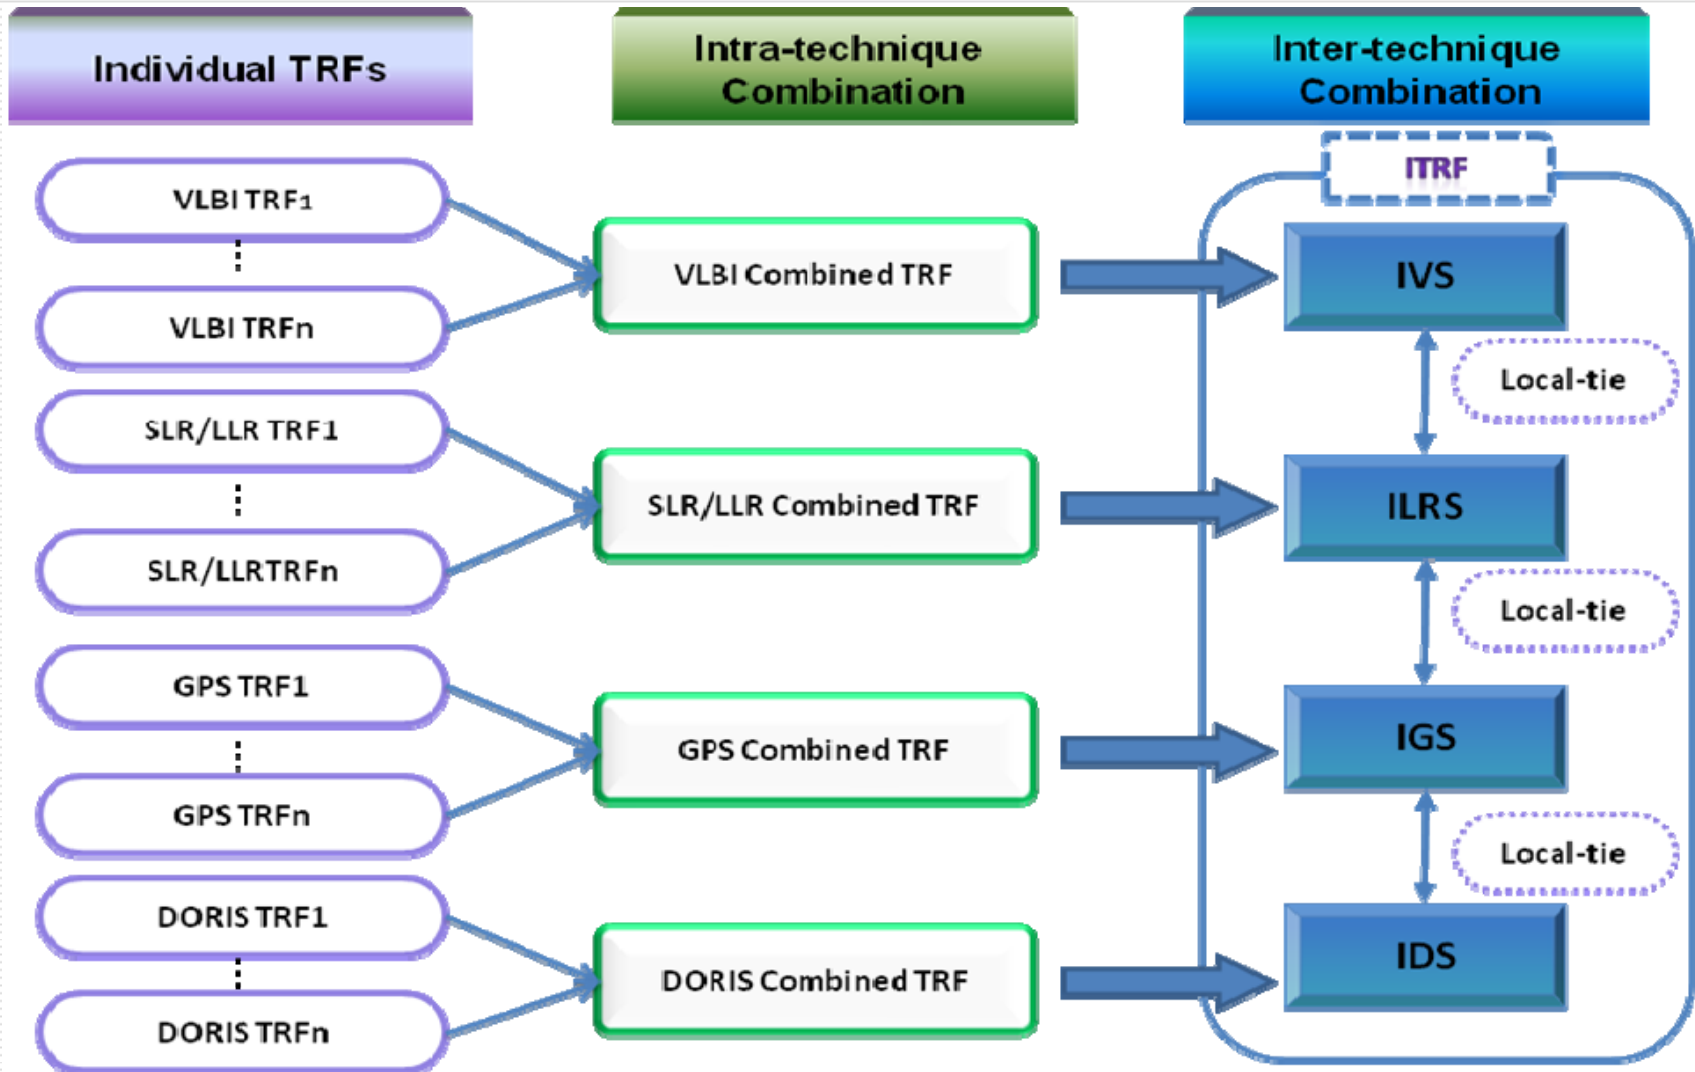 Individual TRFs
Intra-technique
Combination
Inter-technique
Combination
VLBI TRF1
VLBI TRFn
SLR/LLR TRF1
SLR/LLRTRFn
GPS TRF1
GPS TRFn
DORIS TRF1
DORIS TRFn
VLBI Combined TRF
SLR/LLR Combined TRF
GPS Combined TRF
DORIS Combined TRF
ITRF
IVS
Local-tie
ILRS
Local-tie
IGS
Local-tie
IDS